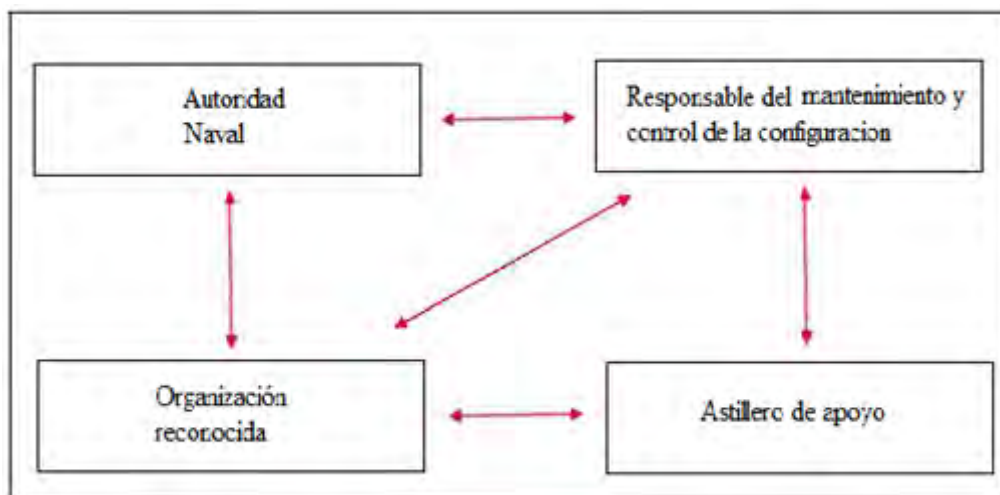 Autoridad
Naval
Responsable del mantenimiento y
control de la configuracion
Organización
reconocida
Astillero de apoyo